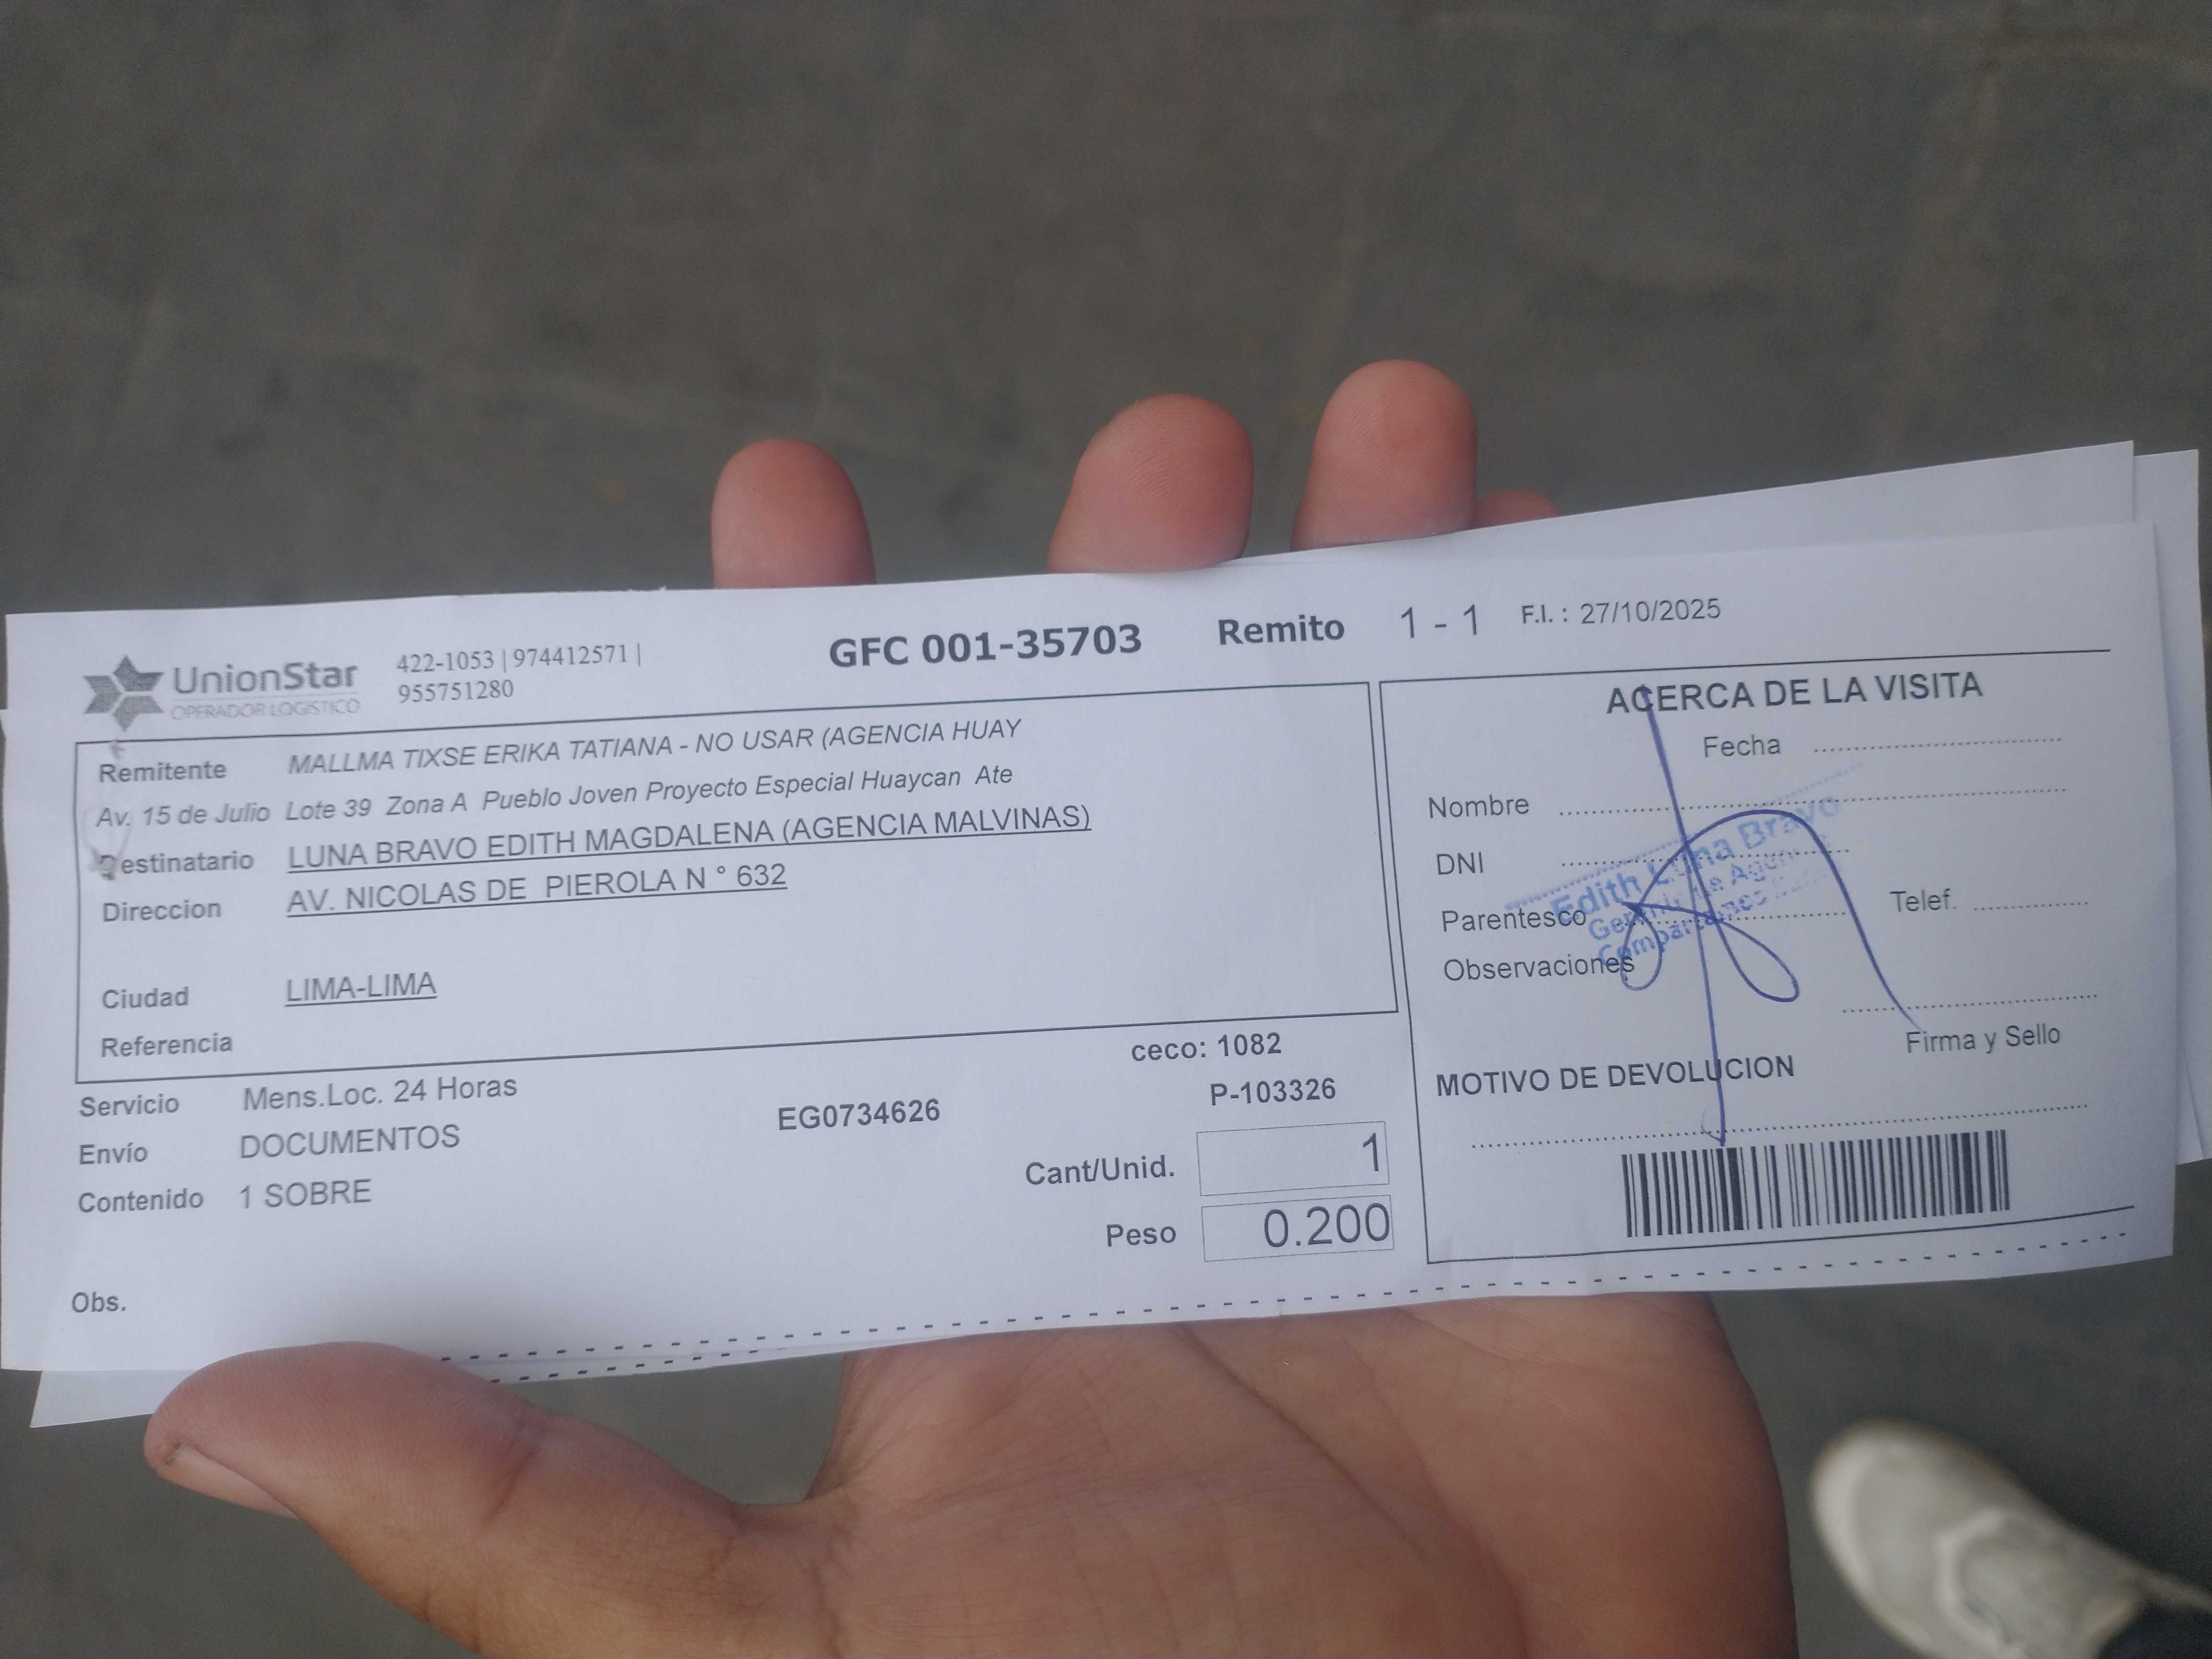 UnionStar
OPERADOR LOGISTICO
422-1053 | 974412571 |
955751280
GFC 001-35703 Remito 1 - 1 F.I. : 27/10/2025
Remitente MALLMA TIXSE ERIKA TATIANA - NO USAR (AGENCIA HUAY
Av. 15 de Julio Lote 39 Zona A Pueblo Joven Proyecto Especial Huaycan Ate
Destinatario LUNA BRAVO EDITH MAGDALENA (AGENCIA MALVINAS)
Direccion AV. NICOLAS DE PIEROLA N ° 632
Ciudad LIMA-LIMA
Referencia
Servicio Mens.Loc. 24 Horas
Envío DOCUMENTOS
Contenido 1 SOBRE
Obs.
EG0734626
ceco: 1082
P-103326
Cant/Unid. 1
Peso 0.200
ACERCA DE LA VISITA
Fecha
Nombre
DNI
Parentesco
Telef.
Observaciones
Edith Luna Bravo
Firma y Sello
MOTIVO DE DEVOLUCION